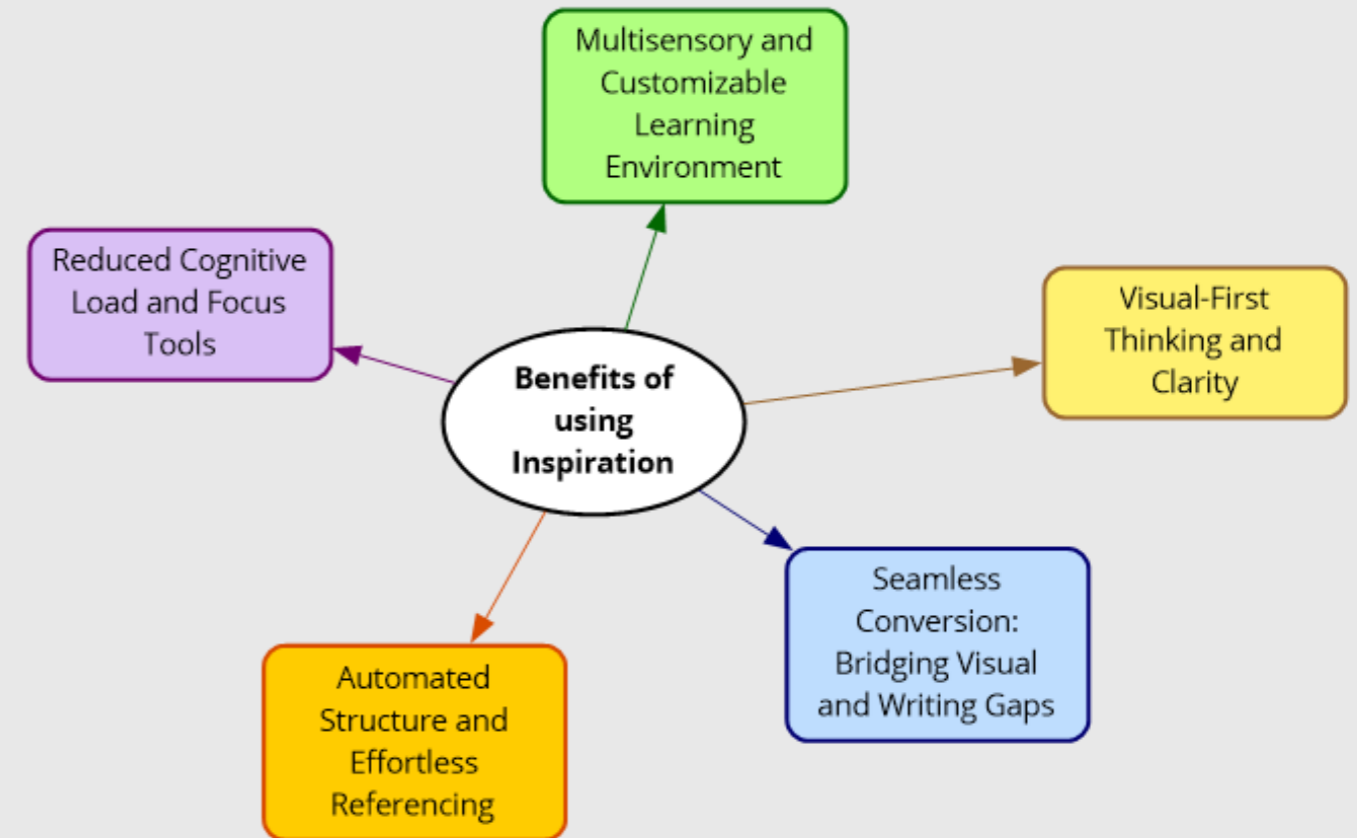 Multisensory and
Customizable
Learning
Environment
Reduced Cognitive
Load and Focus
Tools
Visual-First
Thinking and
Clarity
Benefits of
using
Inspiration
Seamless
Conversion:
Bridging Visual
and Writing Gaps
Automated
Structure and
Effortless
Referencing